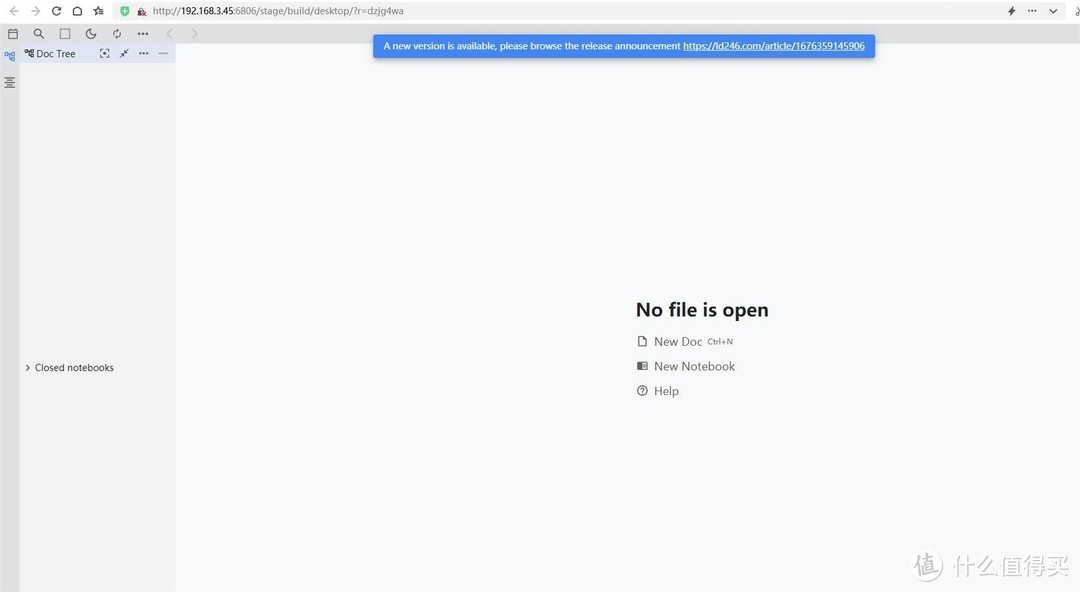 http://192.168.3.45:6806/stage/build/desktop/?r=dzjg4wa
Doc Tree
A new version is available, please browse the release announcement https://ld246.com/article/1676359145906
No file is open
New Doc Ctrl+N
New Notebook
Help
Closed notebooks
值 什么值得买